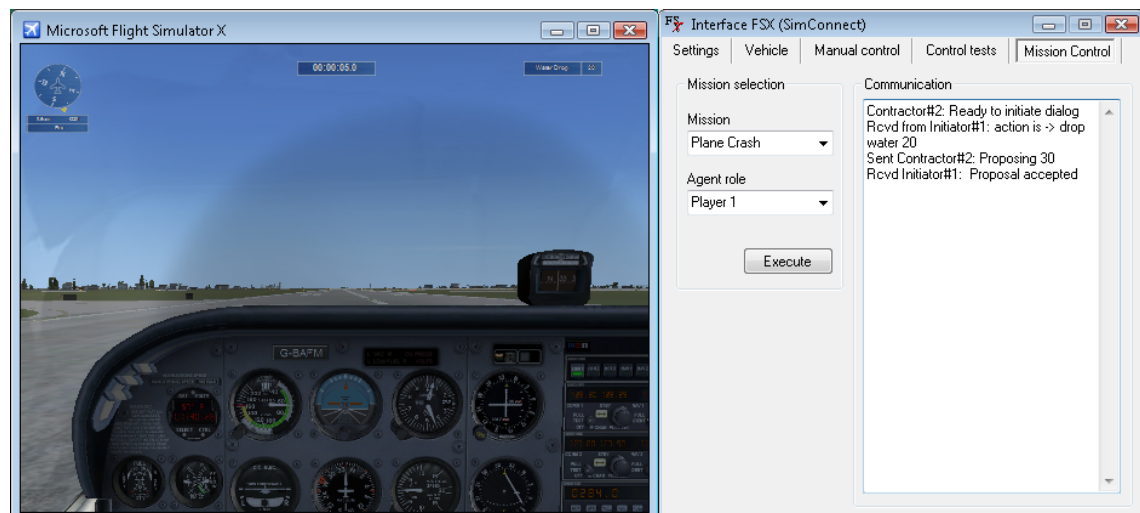 Microsoft Flight Simulator X
00:00:05.0
Water Drop 20
G-BAFM
Interface FSX (SimConnect)
Settings
Vehicle
Manual control
Control tests
Mission Control
Mission selection
Mission
Plane Crash
Agent role
Player 1
Execute
Communication
Contractor#2: Ready to initiate dialog
Rcvd from Initiator#1: action is -> drop
water 20
Sent Contractor#2: Proposing 30
Rcvd Initiator#1: Proposal accepted